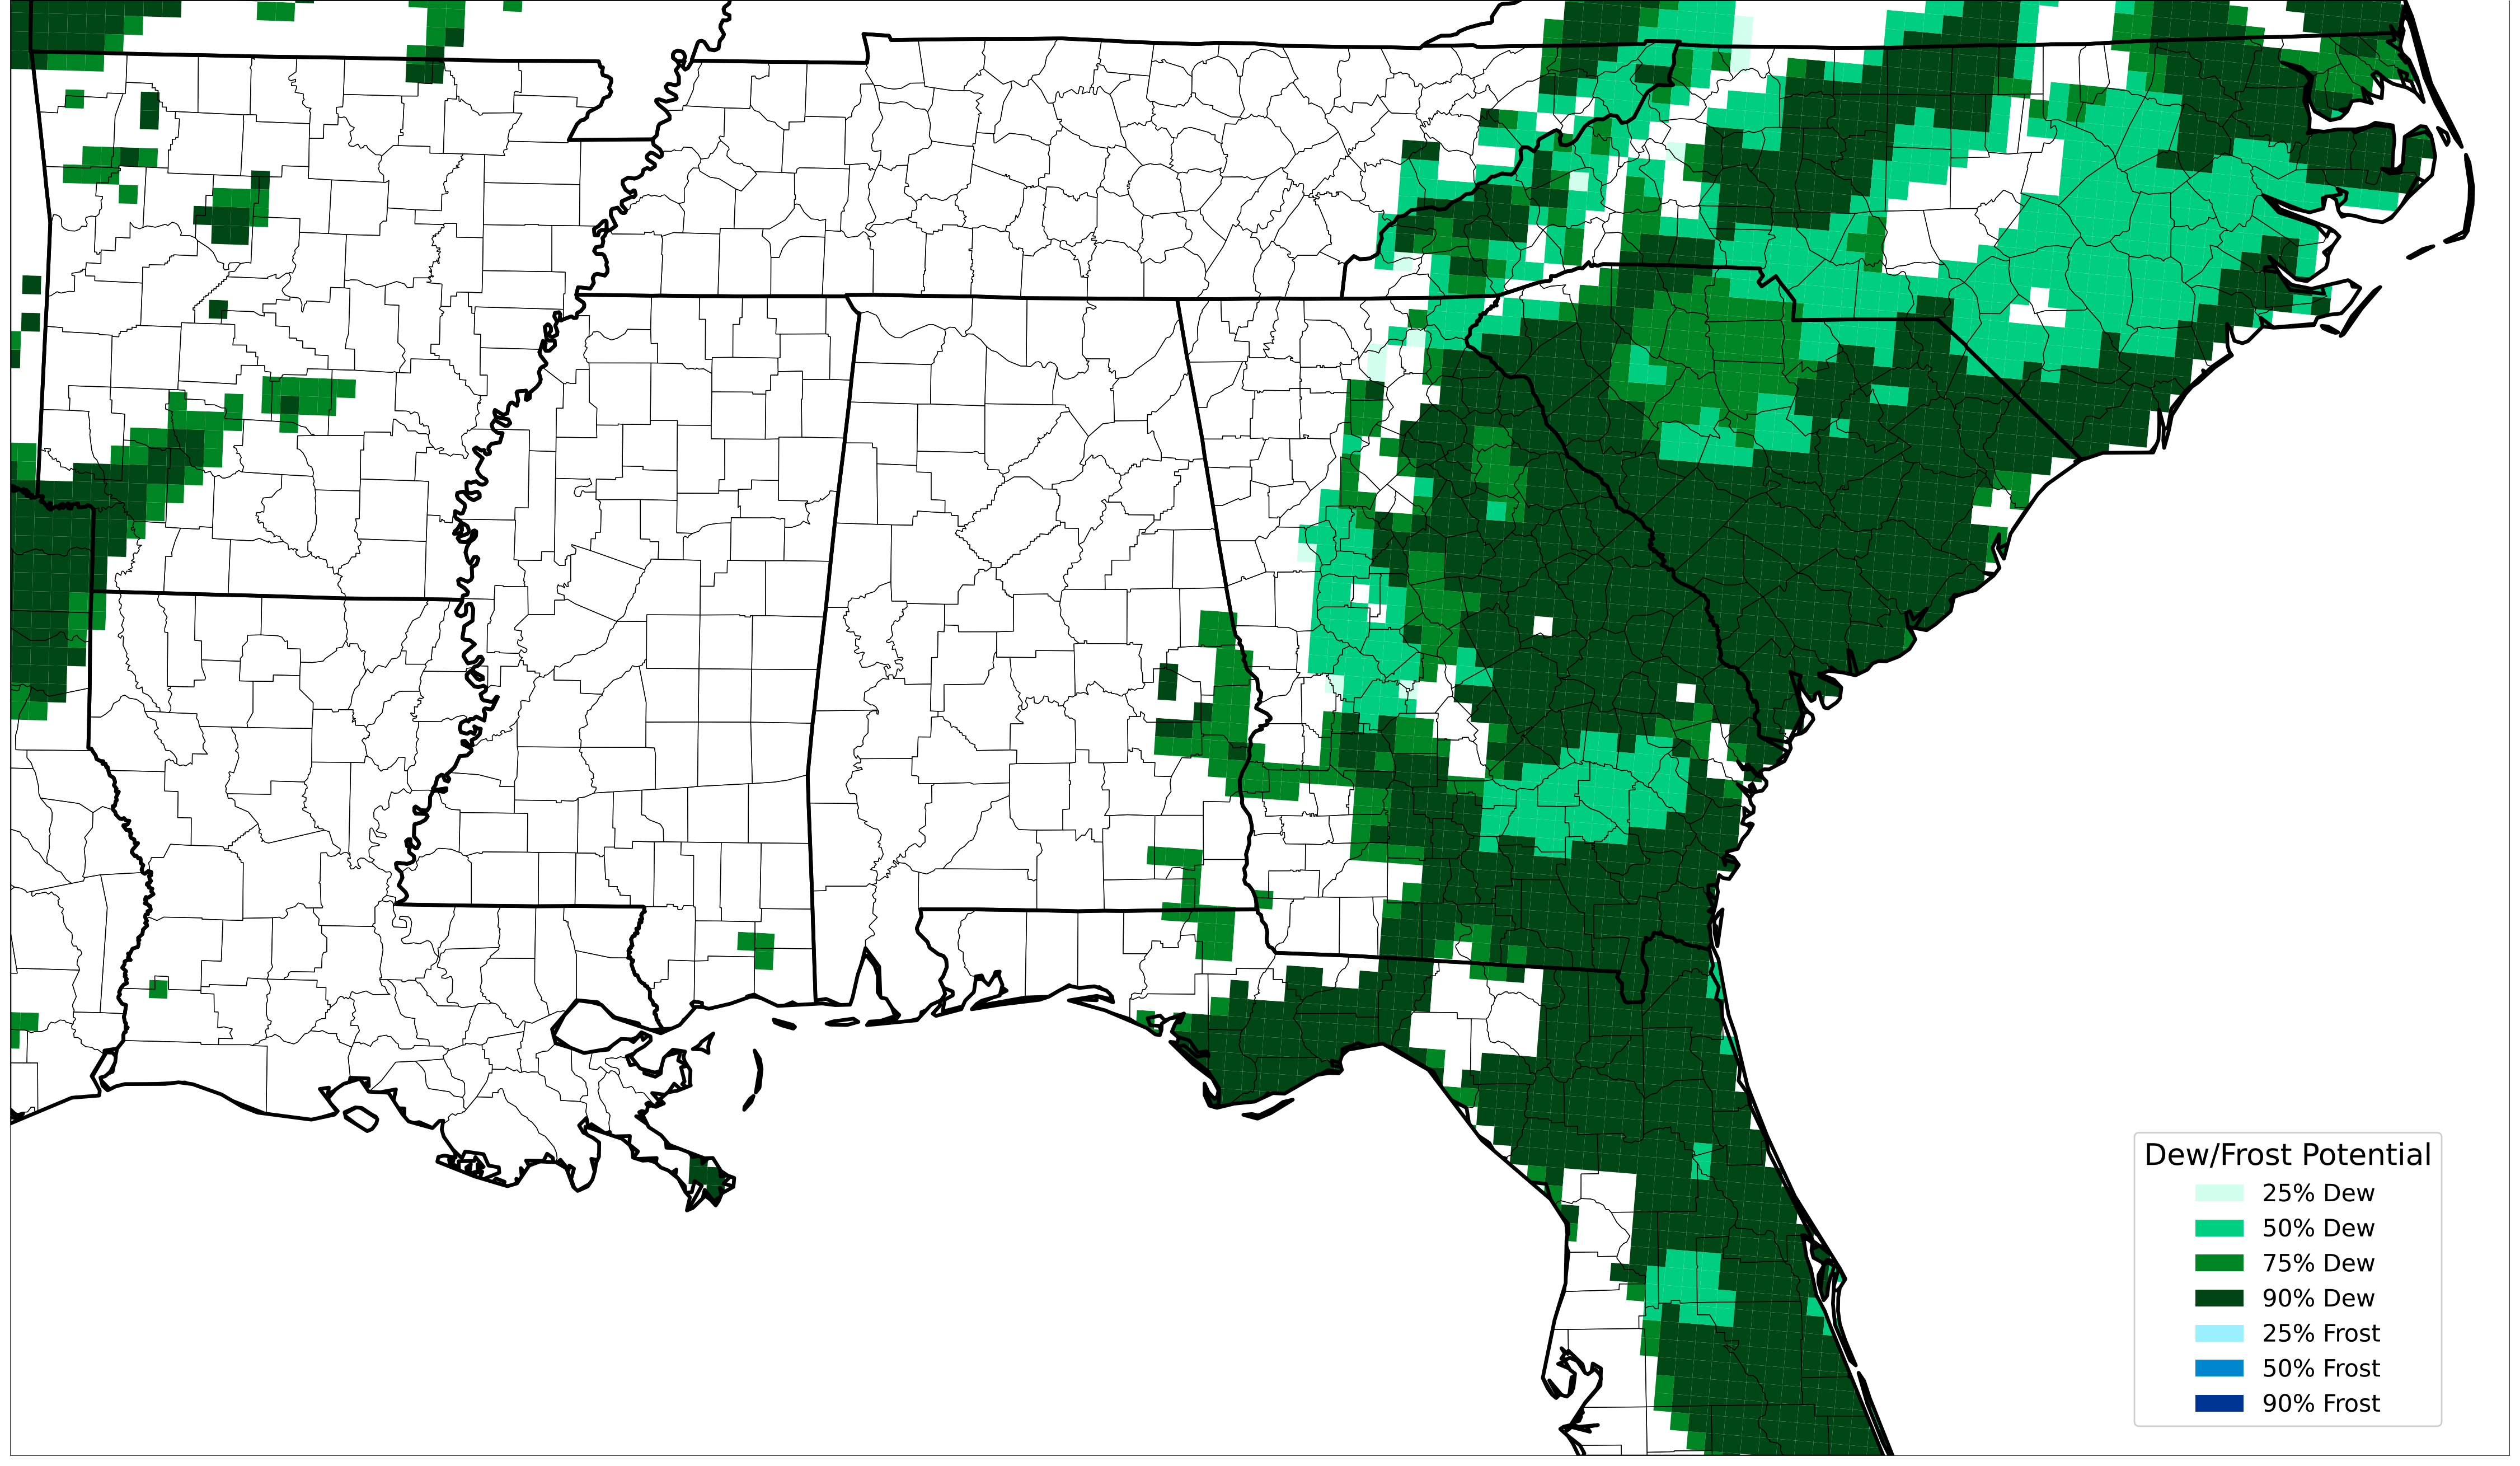 Dew/Frost Potential
25% Dew
50% Dew
75% Dew
90% Dew
25% Frost
50% Frost
90% Frost